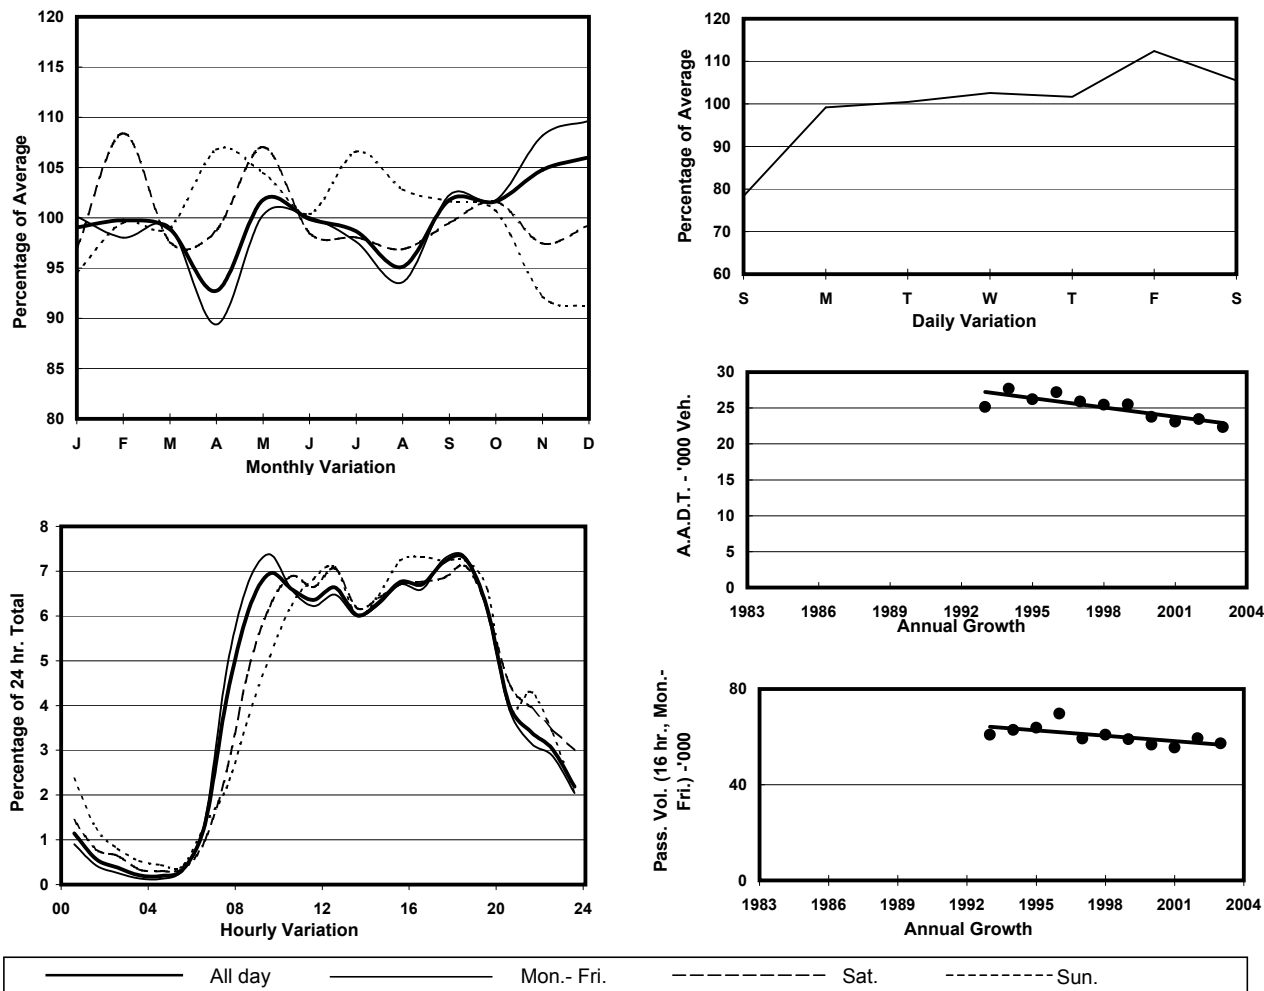 120
115
110
105
100
95
90
85
80
Percentage of Average
J F M A M J J A S O N D
Monthly Variation
120
110
100
90
80
70
60
Percentage of Average
S M T W T F S
Daily Variation
30
25
20
15
10
5
0
A.A.D.T. - '000 Veh.
1983 1986 1989 1992 1995 1998 2001 2004
Annual Growth
8
7
6
5
4
3
2
1
0
Percentage of 24 hr. Total
00 04 08 12 16 20 24
Hourly Variation
80
40
0
Pass. Vol. (16 hr., Mon.-
Fri.) -'000
1983 1986 1989 1992 1995 1998 2001 2004
Annual Growth
All day Mon.- Fri. Sat. Sun.